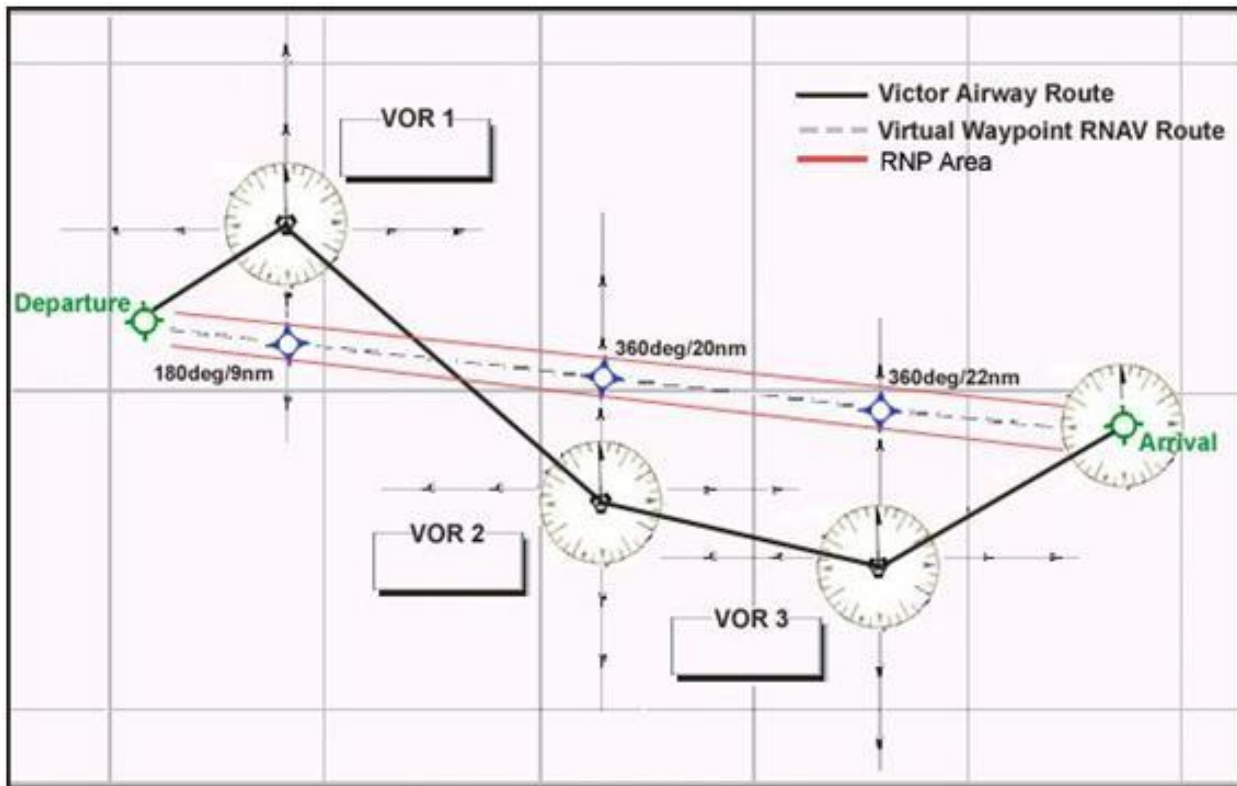 VOR 1
Victor Airway Route
Virtual Waypoint RNAV Route
RNP Area
Departure
180deg/9nm
360deg/20nm
360deg/22nm
Arrival
VOR 2
VOR 3